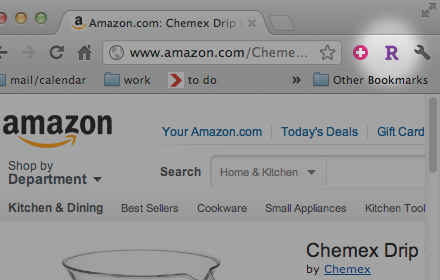 Amazon.com: Chemex Drip
www.amazon.com/Cheme...
R
mail/calendar work to do » Other Bookmarks
amazon
Your Amazon.com Today's Deals Gift Card
Shop by
Department
Search Home & Kitchen
Kitchen & Dining Best Sellers Cookware Small Appliances Kitchen Tool
Chemex Drip
by Chemex